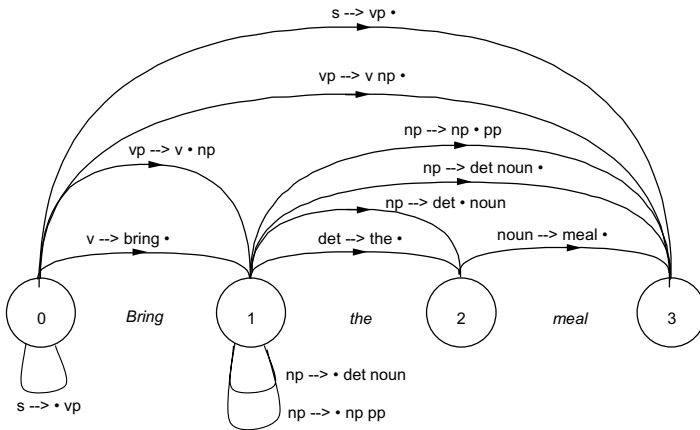 s --> vp •
vp --> v np •
np --> np • pp
vp --> v • np
np --> det noun •
np --> det • noun
v --> bring •
det --> the •
noun --> meal •
0
Bring
1
the
2
meal
3
np --> • det noun
s --> • vp
np --> • np pp